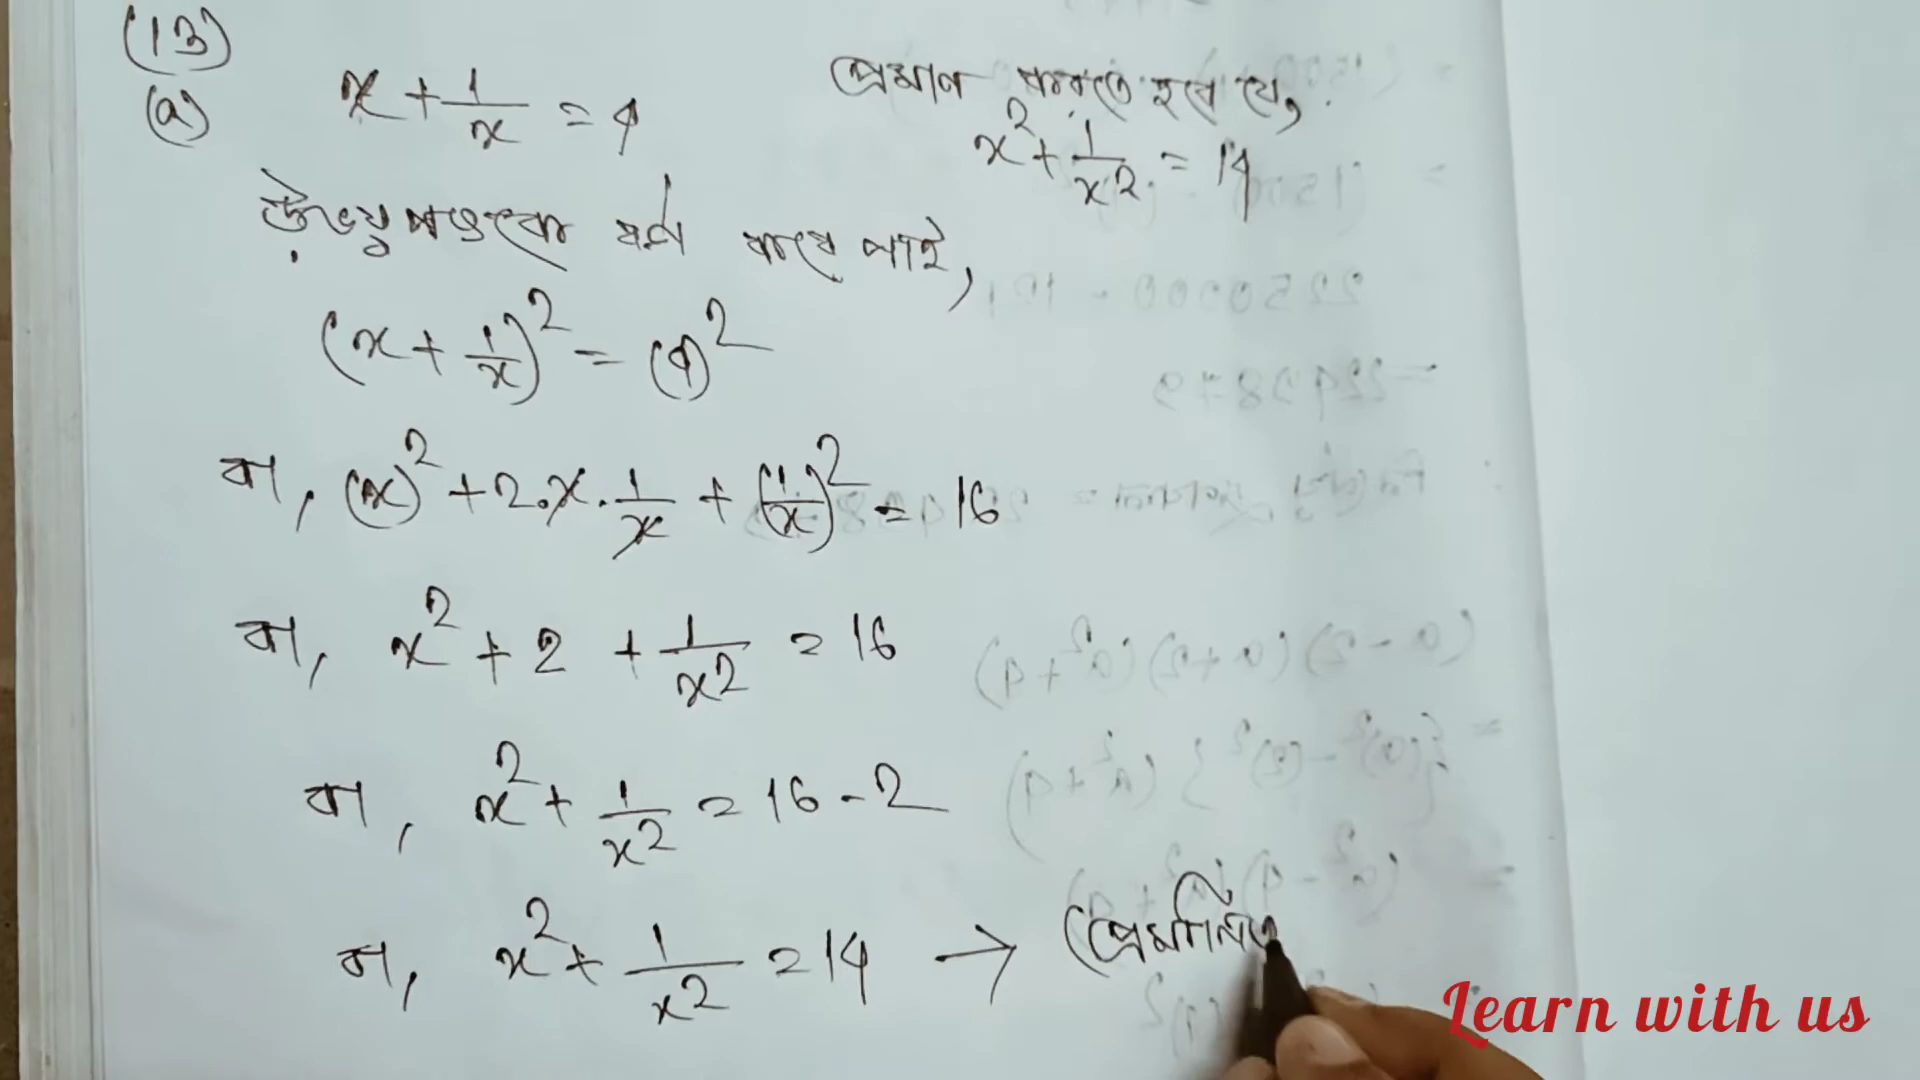 (13)
(a) x + 1/x = 4
প্রমাণ করতে হবে যে,
x² + 1/x² = 14
উভয়পক্ষকে বর্গ করে পাই,
(x + 1/x)² = (4)²
বা, (x)² + 2.x.1/x + (1/x)² = 16
বা, x² + 2 + 1/x² = 16
বা, x² + 1/x² = 16 - 2
বা, x² + 1/x² = 14 → (প্রমাণিত
Learn with us